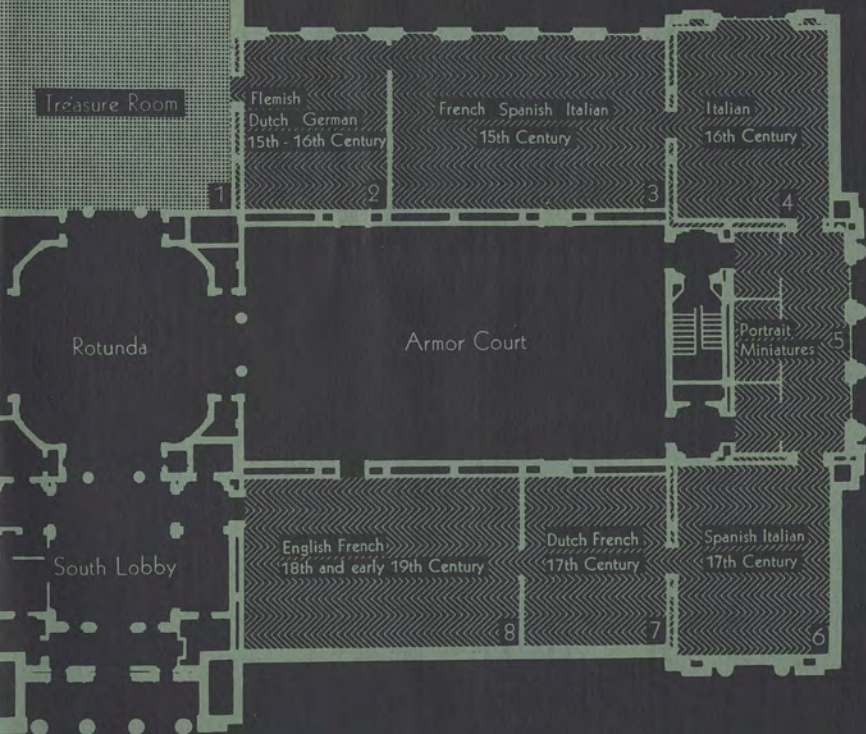 Treasure Room
1
Flemish
Dutch German
15th - 16th Century
2
French Spanish Italian
15th Century
3
Italian
16th Century
4
Rotunda
Armor Court
Portrait
Miniatures
5
South Lobby
English French
18th and early 19th Century
8
Dutch French
17th Century
7
Spanish Italian
17th Century
6